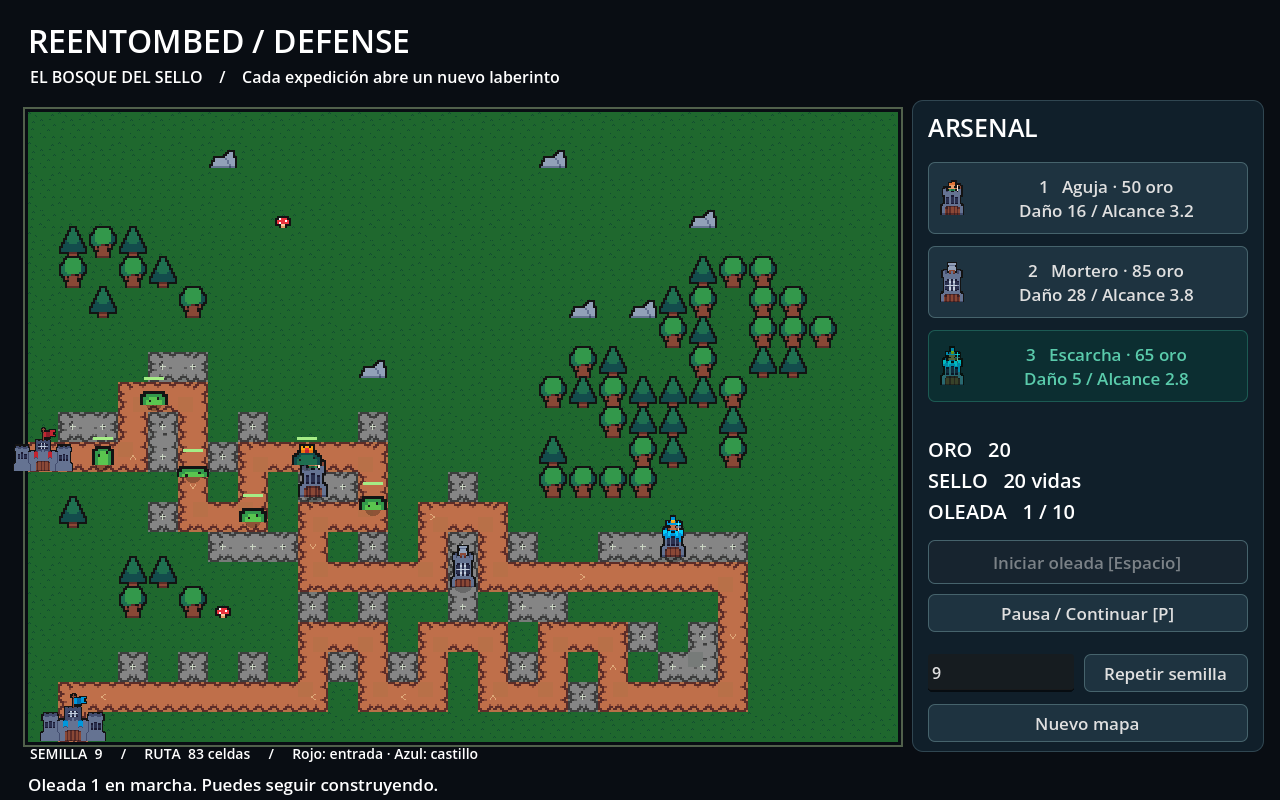 REENTOMBED / DEFENSE
EL BOSQUE DEL SELLO / Cada expedición abre un nuevo laberinto
ARSENAL
1 Aguja · 50 oro
Daño 16 / Alcance 3.2
2 Mortero · 85 oro
Daño 28 / Alcance 3.8
3 Escarcha · 65 oro
Daño 5 / Alcance 2.8
ORO 20
SELLO 20 vidas
OLEADA 1 / 10
Iniciar oleada [Espacio]
Pausa / Continuar [P]
9
Repetir semilla
Nuevo mapa
SEMILLA 9 / RUTA 83 celdas / Rojo: entrada · Azul: castillo
Oleada 1 en marcha. Puedes seguir construyendo.